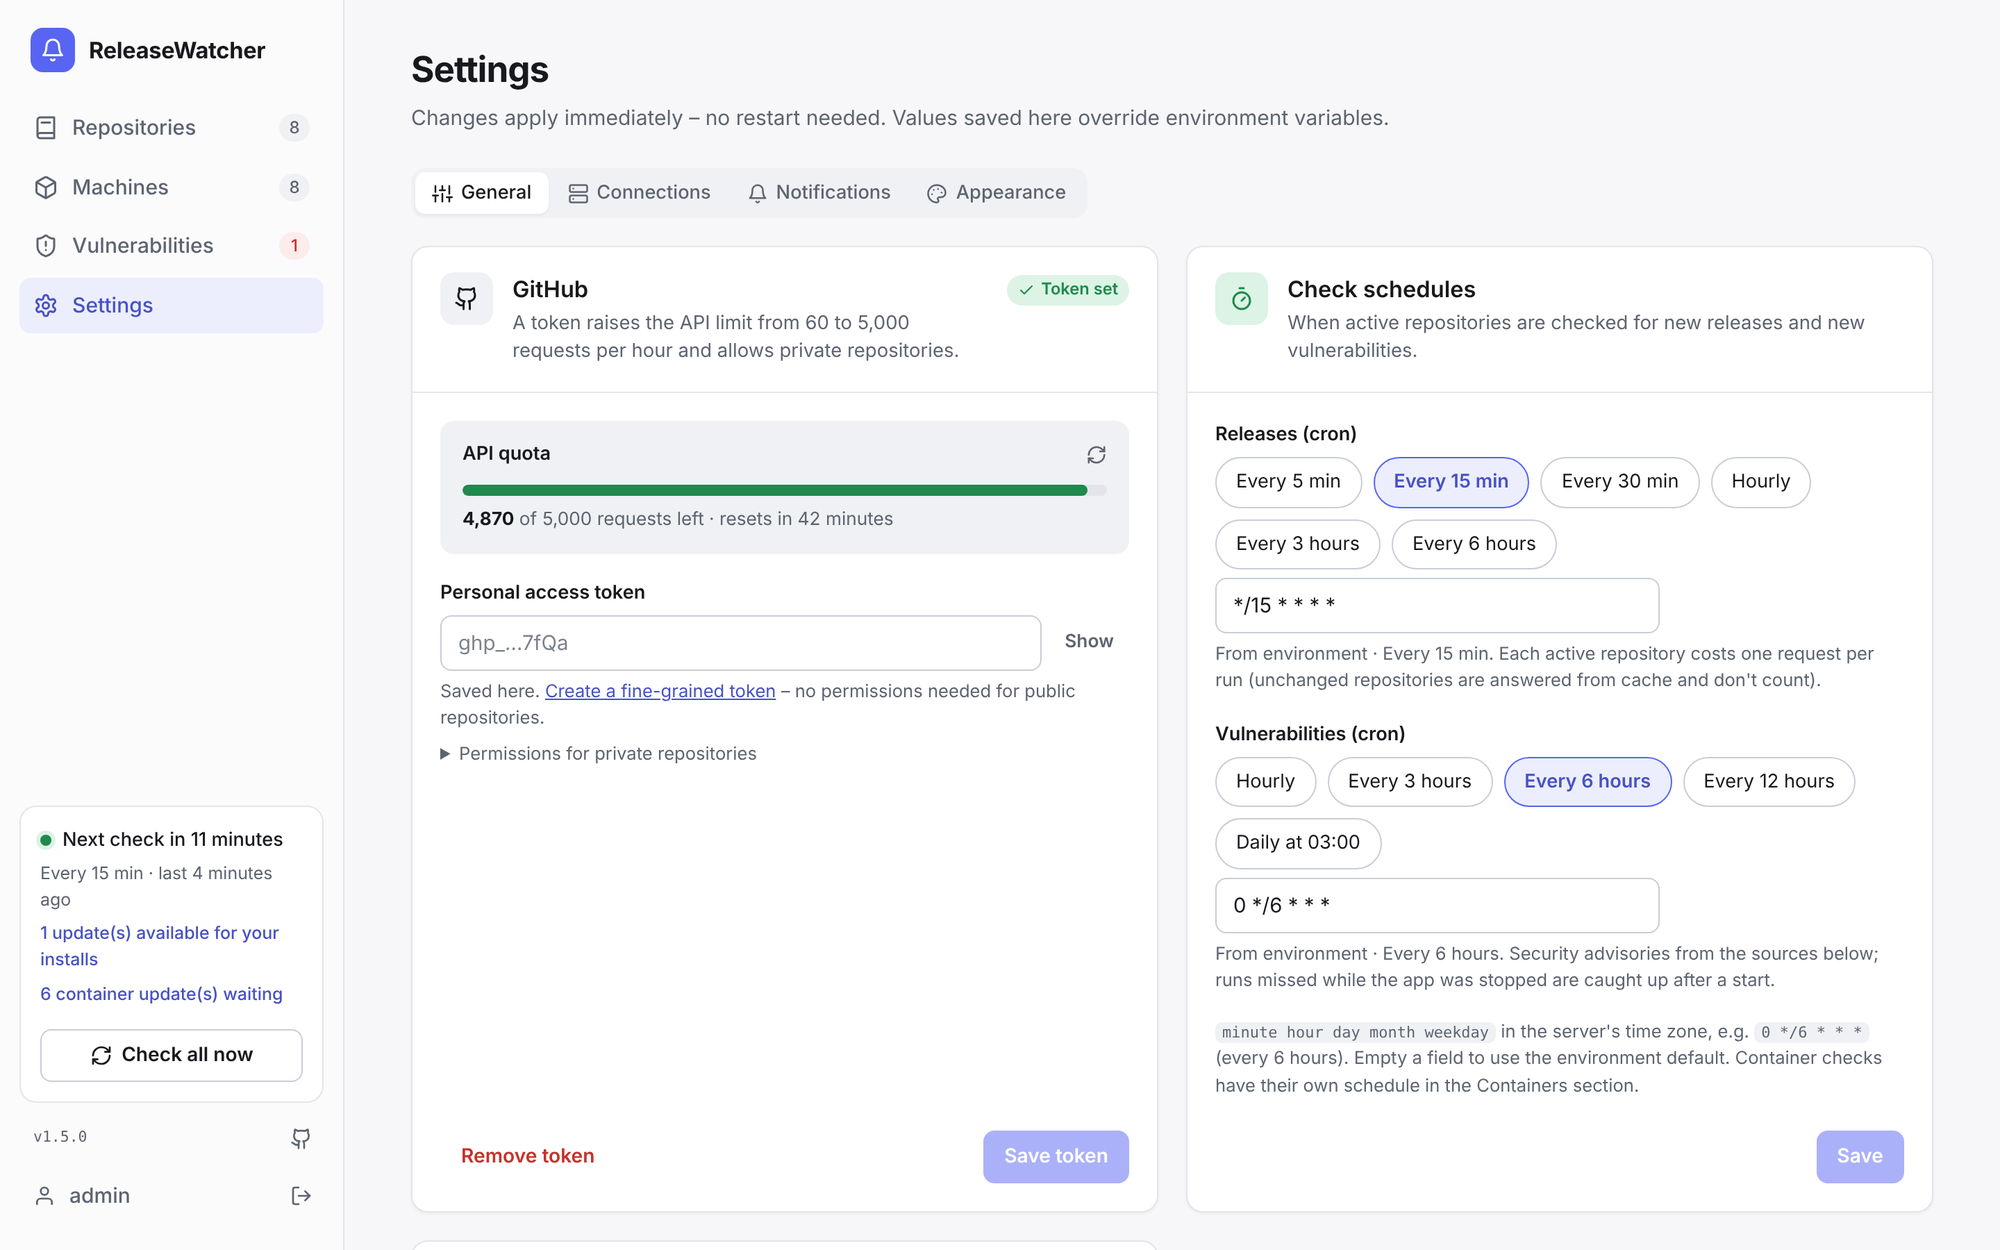 ReleaseWatcher
Repositories 8
Machines 8
Vulnerabilities 1
Settings
Next check in 11 minutes
Every 15 min · last 4 minutes
ago
1 update(s) available for your
installs
6 container update(s) waiting
Check all now
v1.5.0
admin
Settings
Changes apply immediately – no restart needed. Values saved here override environment variables.
General Connections Notifications Appearance
GitHub
Token set
A token raises the API limit from 60 to 5,000
requests per hour and allows private repositories.
API quota
4,870 of 5,000 requests left · resets in 42 minutes
Personal access token
ghp_…7fQa
Show
Saved here. Create a fine-grained token – no permissions needed for public
repositories.
Permissions for private repositories
Remove token
Save token
Check schedules
When active repositories are checked for new releases and new
vulnerabilities.
Releases (cron)
Every 5 min Every 15 min Every 30 min Hourly
Every 3 hours Every 6 hours
*/15 * * * *
From environment · Every 15 min. Each active repository costs one request per
run (unchanged repositories are answered from cache and don't count).
Vulnerabilities (cron)
Hourly Every 3 hours Every 6 hours Every 12 hours
Daily at 03:00
0 */6 * * *
From environment · Every 6 hours. Security advisories from the sources below;
runs missed while the app was stopped are caught up after a start.
minute hour day month weekday in the server's time zone, e.g. 0 */6 * * *
(every 6 hours). Empty a field to use the environment default. Container checks
have their own schedule in the Containers section.
Save